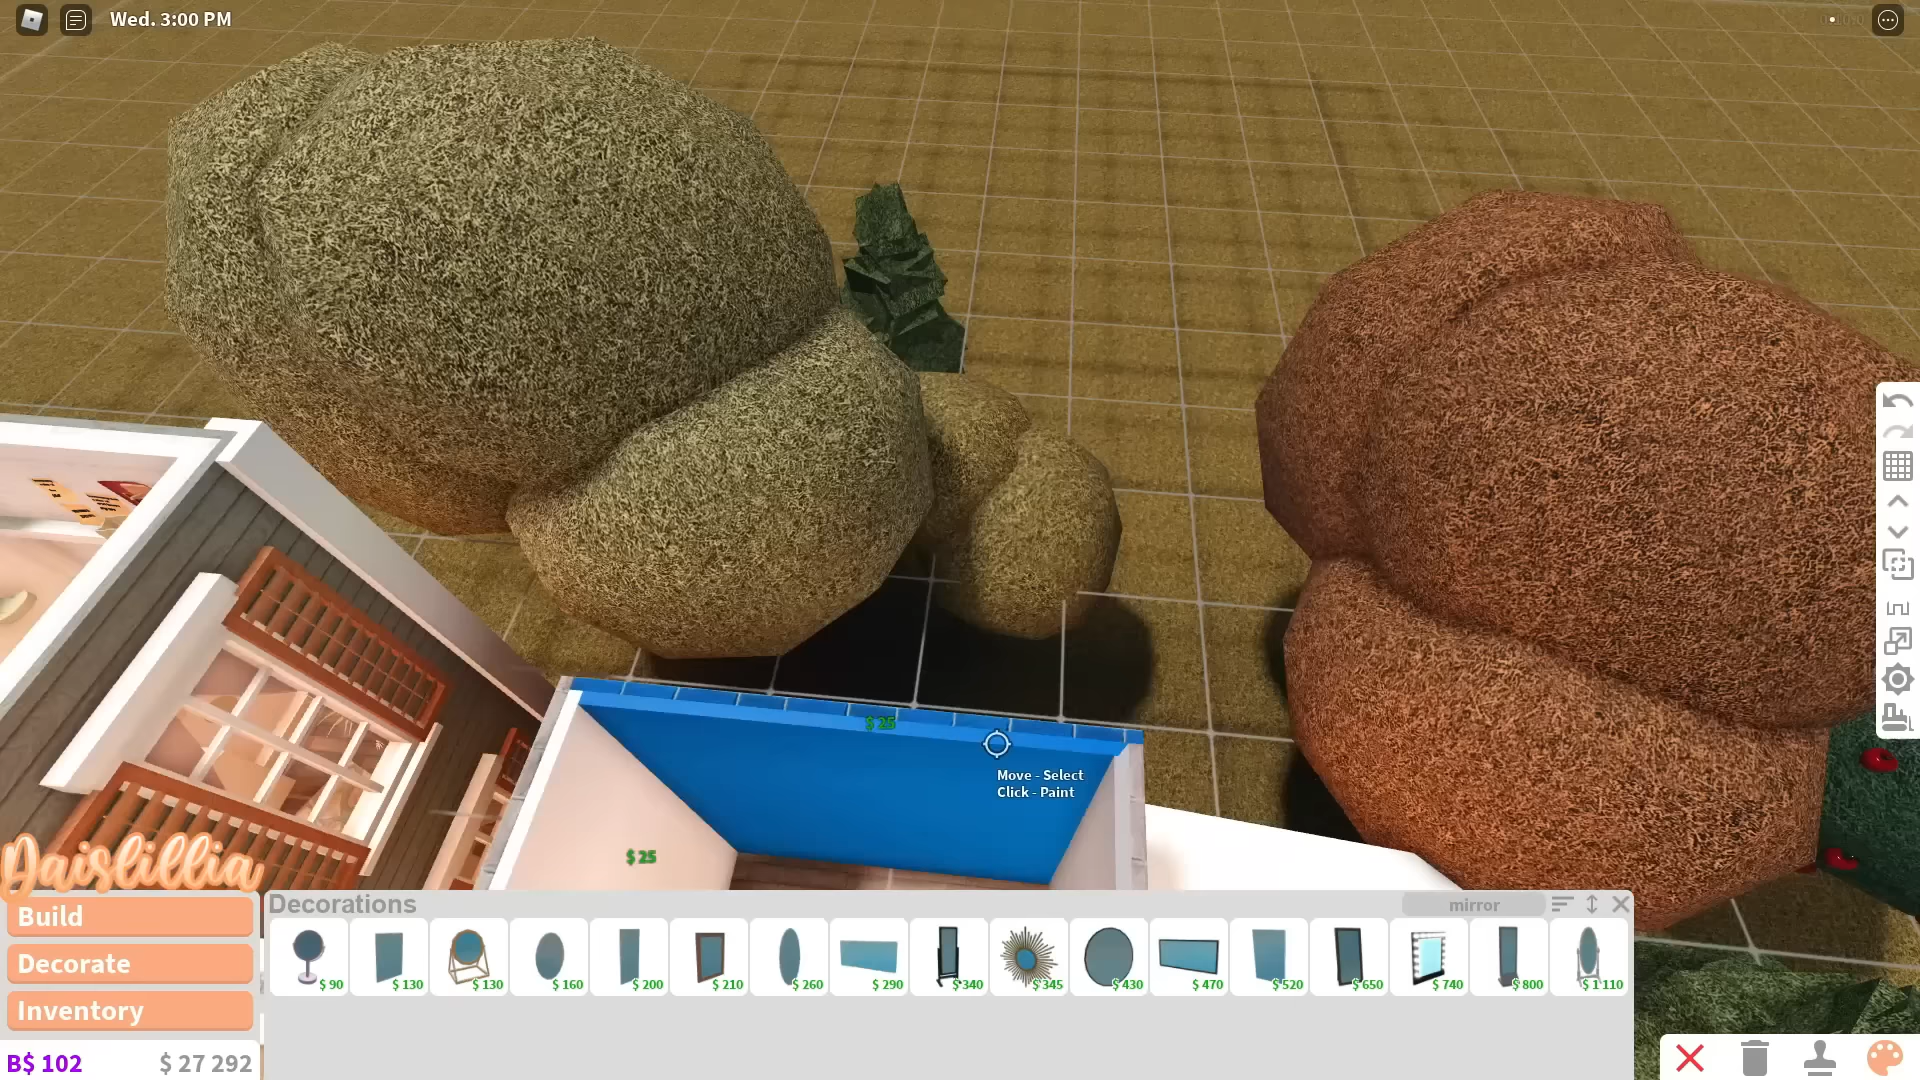 Wed. 3:00 PM
$ 25
Move - Select
Click - Paint
$ 25
Daisłillia
Build
Decorate
Inventory
B$ 102
$ 27 292
Decorations
mirror
$ 90
$ 130
$ 130
$ 160
$ 200
$ 210
$ 260
$ 290
$ 340
$ 345
$ 430
$ 470
$ 520
$ 650
$ 740
$ 800
$ 1 110